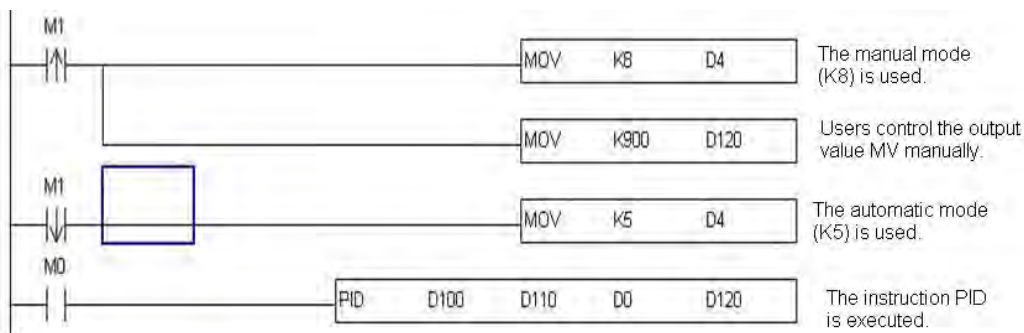 M1
MOV K8 D4
The manual mode
(K8) is used.
MOV K900 D120
Users control the output
value MV manually.
M1
MOV K5 D4
The automatic mode
(K5) is used.
M0
PID D100 D110 D0 D120
The instruction PID
is executed.